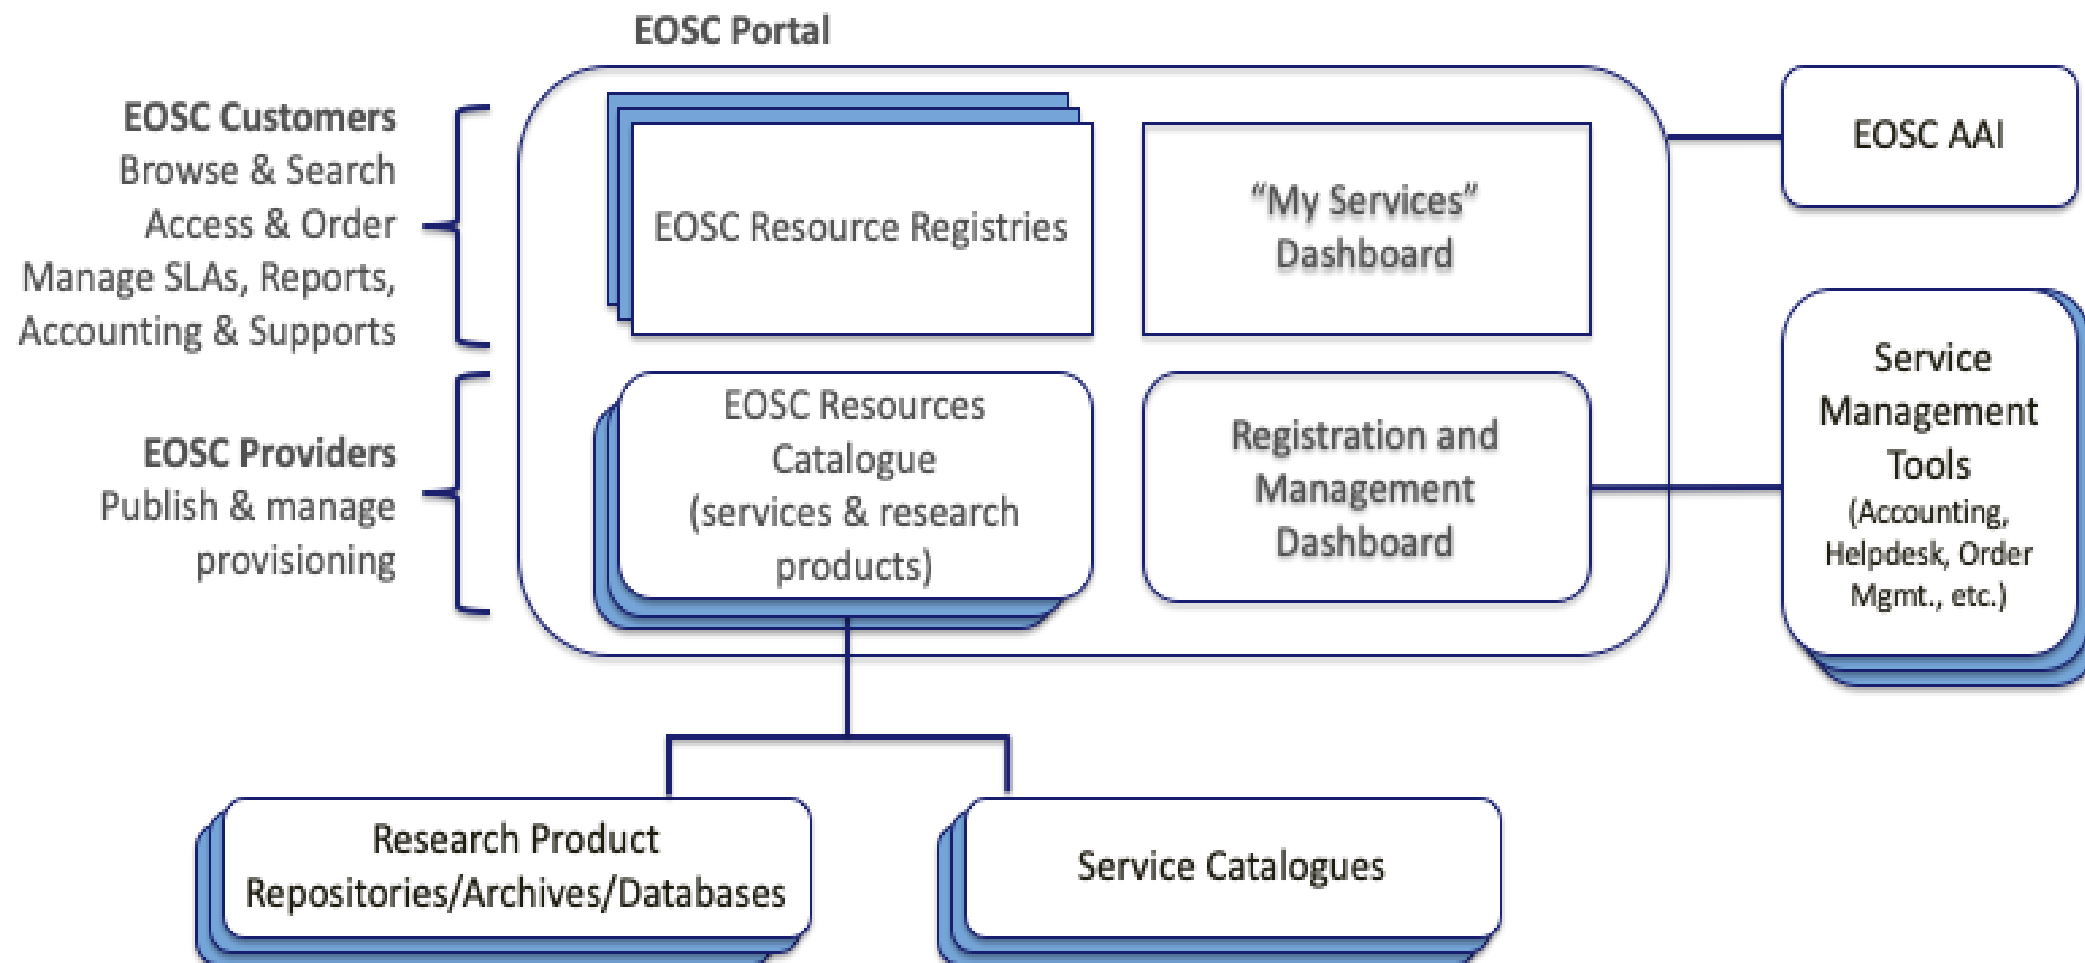 EOSC Portal
EOSC Customers
Browse & Search
Access & Order
Manage SLAs, Reports,
Accounting & Supports
EOSC Providers
Publish & manage
provisioning
EOSC Resource Registries
“My Services”
Dashboard
EOSC Resources
Catalogue
(services & research
products)
Registration and
Management
Dashboard
EOSC AAI
Service
Management
Tools
(Accounting,
Helpdesk, Order
Mgmt., etc.)
Research Product
Repositories/Archives/Databases
Service Catalogues